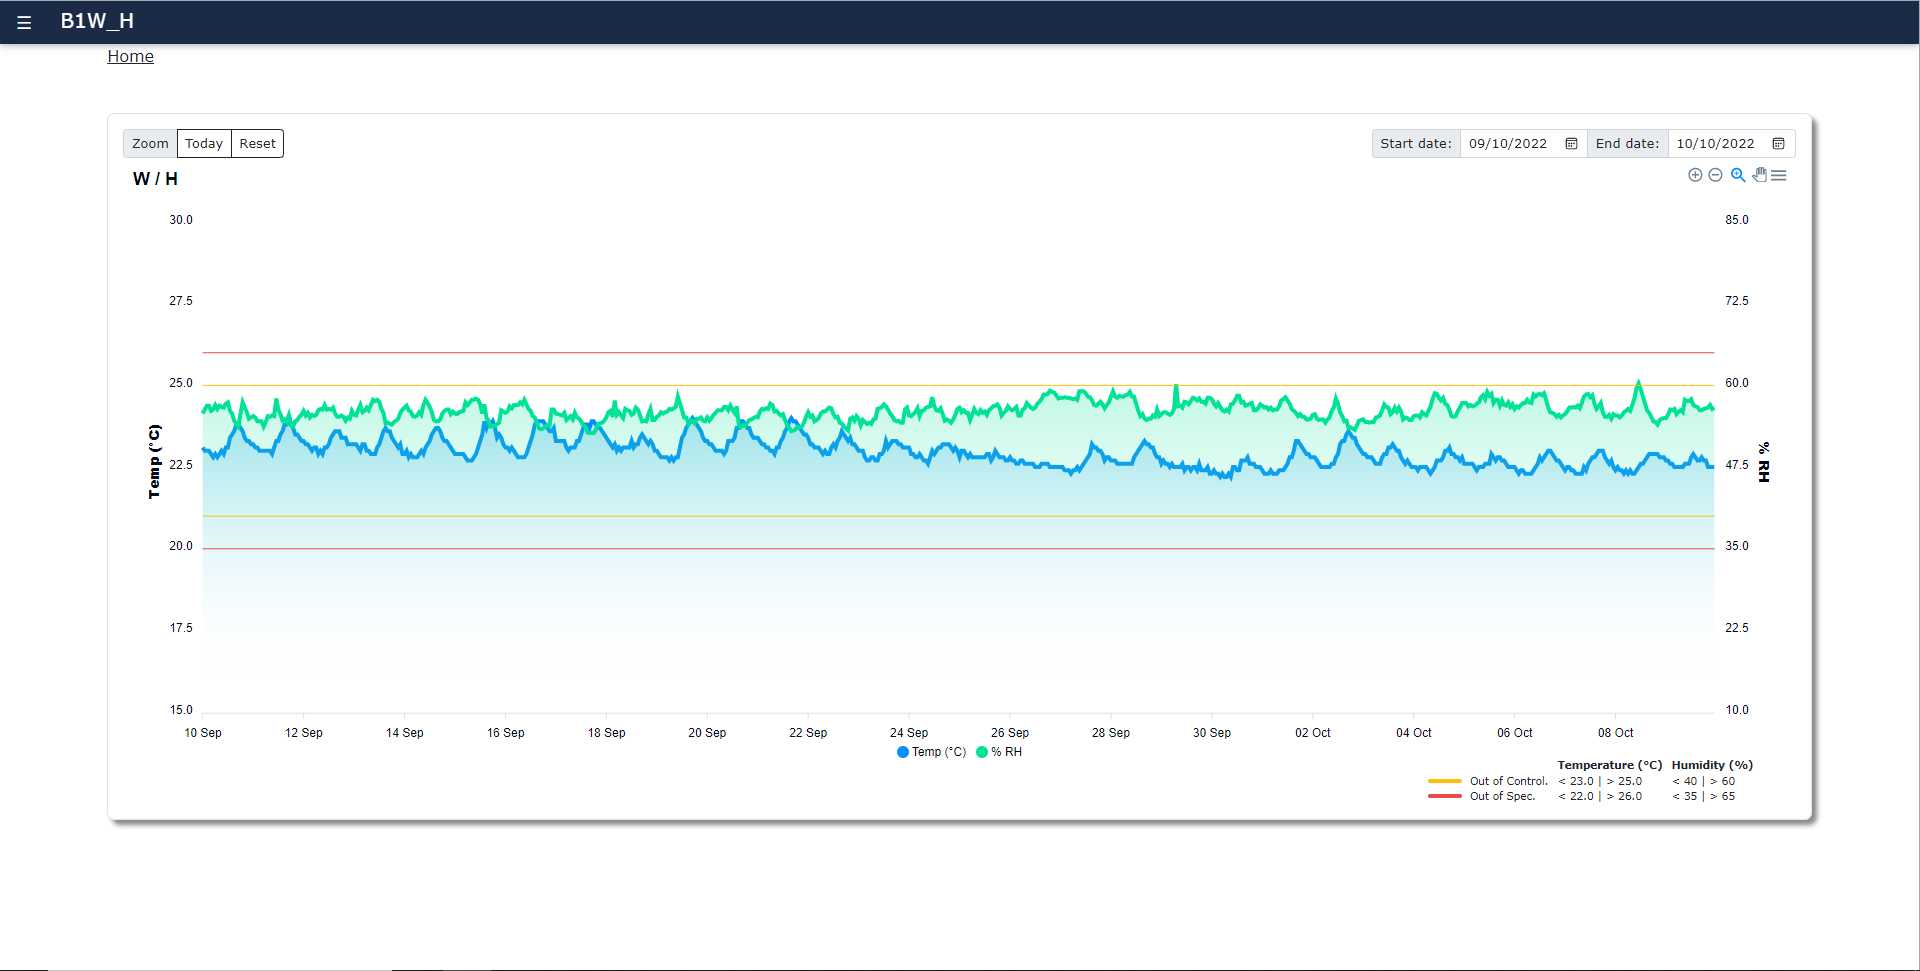 ☰ B1W_H
Home
Zoom Today Reset Start date: 09/10/2022 End date: 10/10/2022
W / H
30.0 85.0
27.5 72.5
25.0 60.0
Temp (°C)
% RH
22.5 47.5
20.0 35.0
17.5 22.5
15.0 10.0
10 Sep 12 Sep 14 Sep 16 Sep 18 Sep 20 Sep 22 Sep 24 Sep 26 Sep 28 Sep 30 Sep 02 Oct 04 Oct 06 Oct 08 Oct
Temp (°C) % RH
Temperature (°C) Humidity (%)
Out of Control. < 23.0 | > 25.0 < 40 | > 60
Out of Spec. < 22.0 | > 26.0 < 35 | > 65